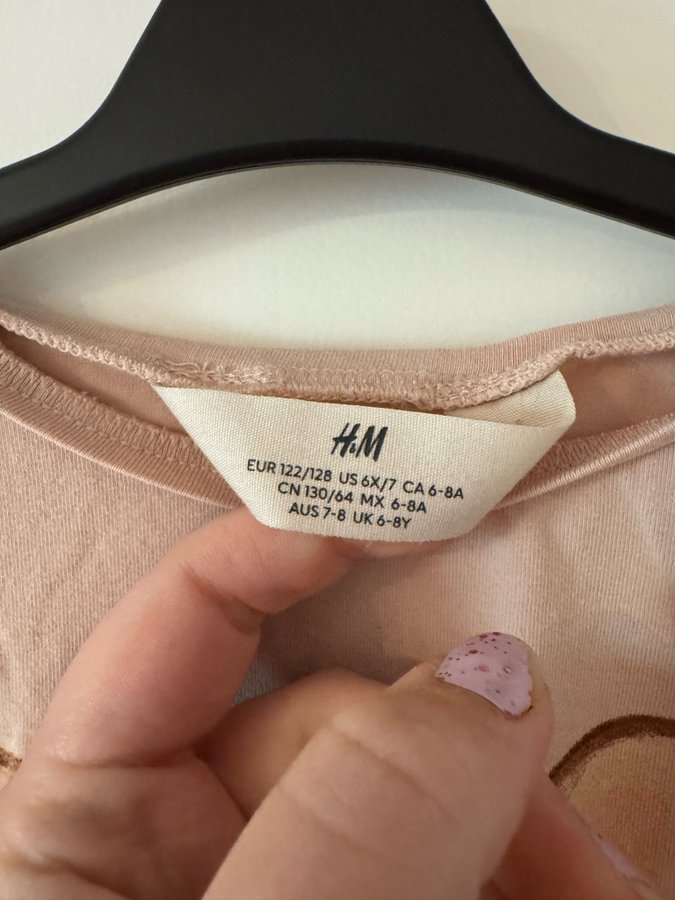 H&M
EUR 122/128 US 6X/7 CA 6-8A
CN 130/64 MX 6-8A
AUS 7-8 UK 6-8Y